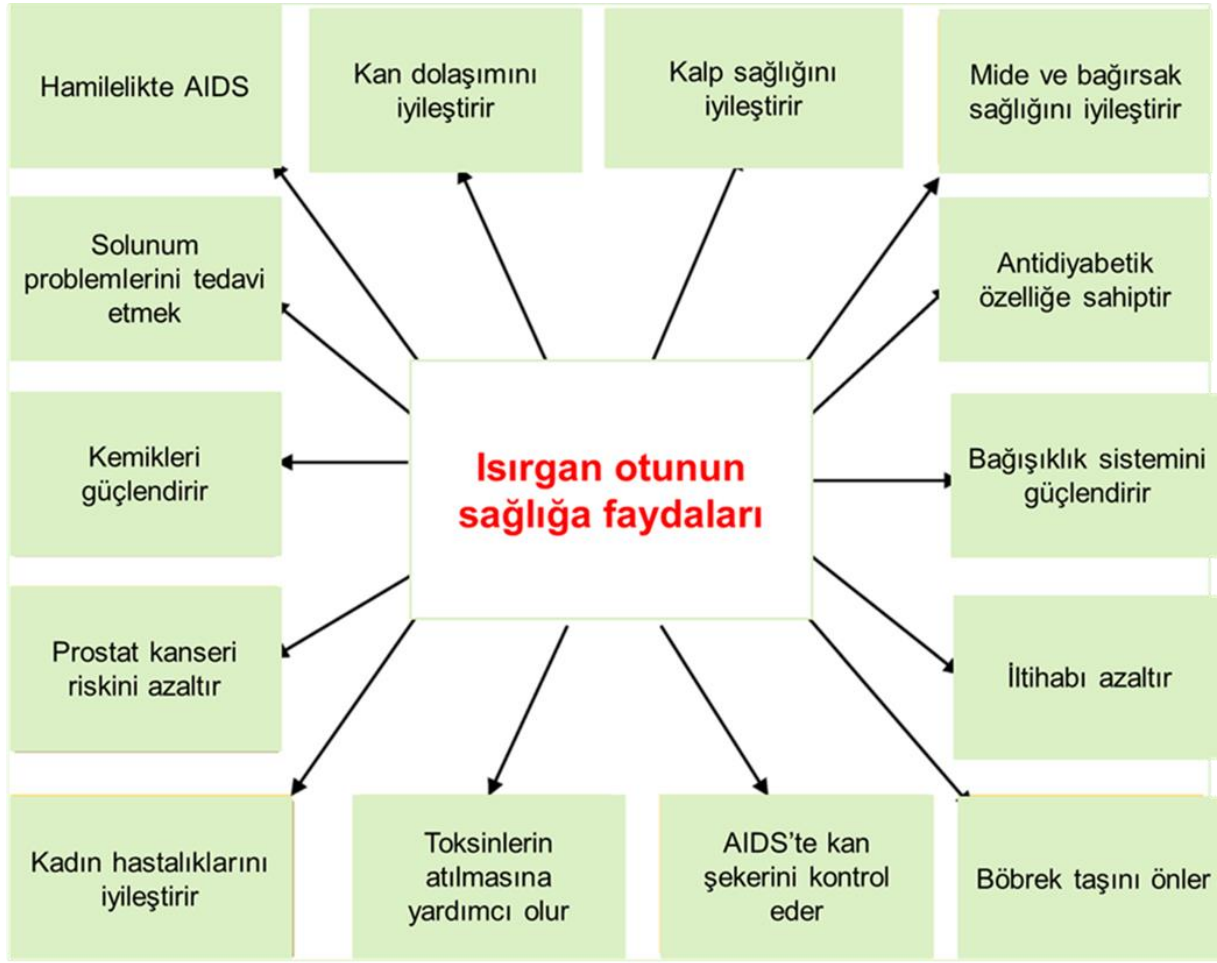 Hamilelikte AIDS
Kan dolaşımını
iyileştirir
Kalp sağlığını
iyileştirir
Mide ve bağırsak
sağlığını iyileştirir
Solunum
problemlerini tedavi
etmek
Antidiyabetik
özelliğe sahiptir
Kemikleri
güçlendirir
Isırgan otunun
sağlığa faydaları
Bağışıklık sistemini
güçlendirir
Prostat kanseri
riskini azaltır
İltihabı azaltır
Kadın hastalıklarını
iyileştirir
Toksinlerin
atılmasına
yardımcı olur
AIDS’te kan
şekerini kontrol
eder
Böbrek taşını önler